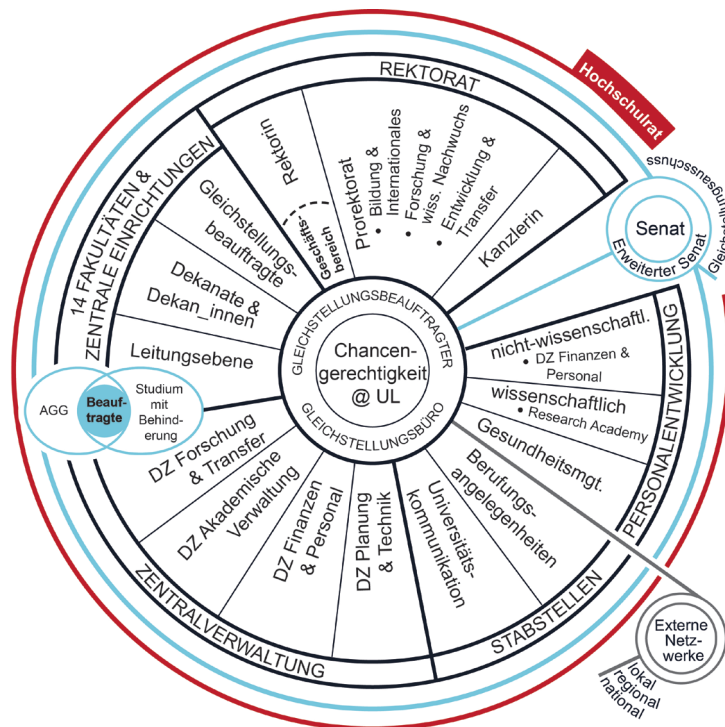 REKTORAT
Hochschulrat
Rektorin
Geschäfts-
bereich
Prorektorat
• Bildung &
Internationales
• Forschung &
wiss. Nachwuchs
• Entwicklung &
Transfer
Kanzlerin
Gleichstellungsausschuss
Senat
Erweiterter Senat
14 FAKULTÄTEN &
ZENTRALE EINRICHTUNGEN
Gleichstellungs-
beauftragte
Dekanate &
Dekan_innen
Leitungsebene
GLEICHSTELLUNGSBEAUFTRAGTER
Chancen-
gerechtigkeit
@ UL
GLEICHSTELLUNGSBÜRO
PERSONALENTWICKLUNG
nicht-wissenschaftl.
• DZ Finanzen &
Personal
wissenschaftlich
• Research Academy
Gesundheitsmgt.
AGG
Beauf-
tragte
Studium
mit
Behind-
erung
ZENTRALVERWALTUNG
DZ Forschung
& Transfer
DZ Akademische
Verwaltung
DZ Finanzen
& Personal
DZ Planung
& Technik
STABSTELLEN
Universitäts-
kommunikation
Berufungs-
angelegenheiten
Externe
Netz-
werke
lokal
regional
national